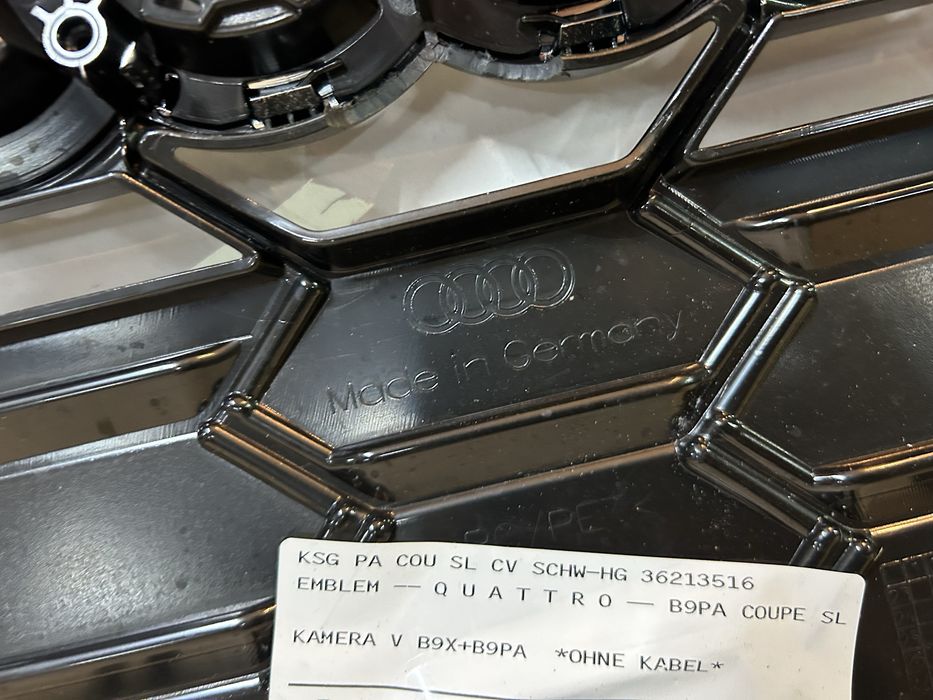 Made in Germany
KSG PA COU SL CV SCHW-HG 36213516
EMBLEM -- Q U A T T R O -- B9PA COUPE SL
KAMERA V B9X+B9PA *OHNE KABEL*